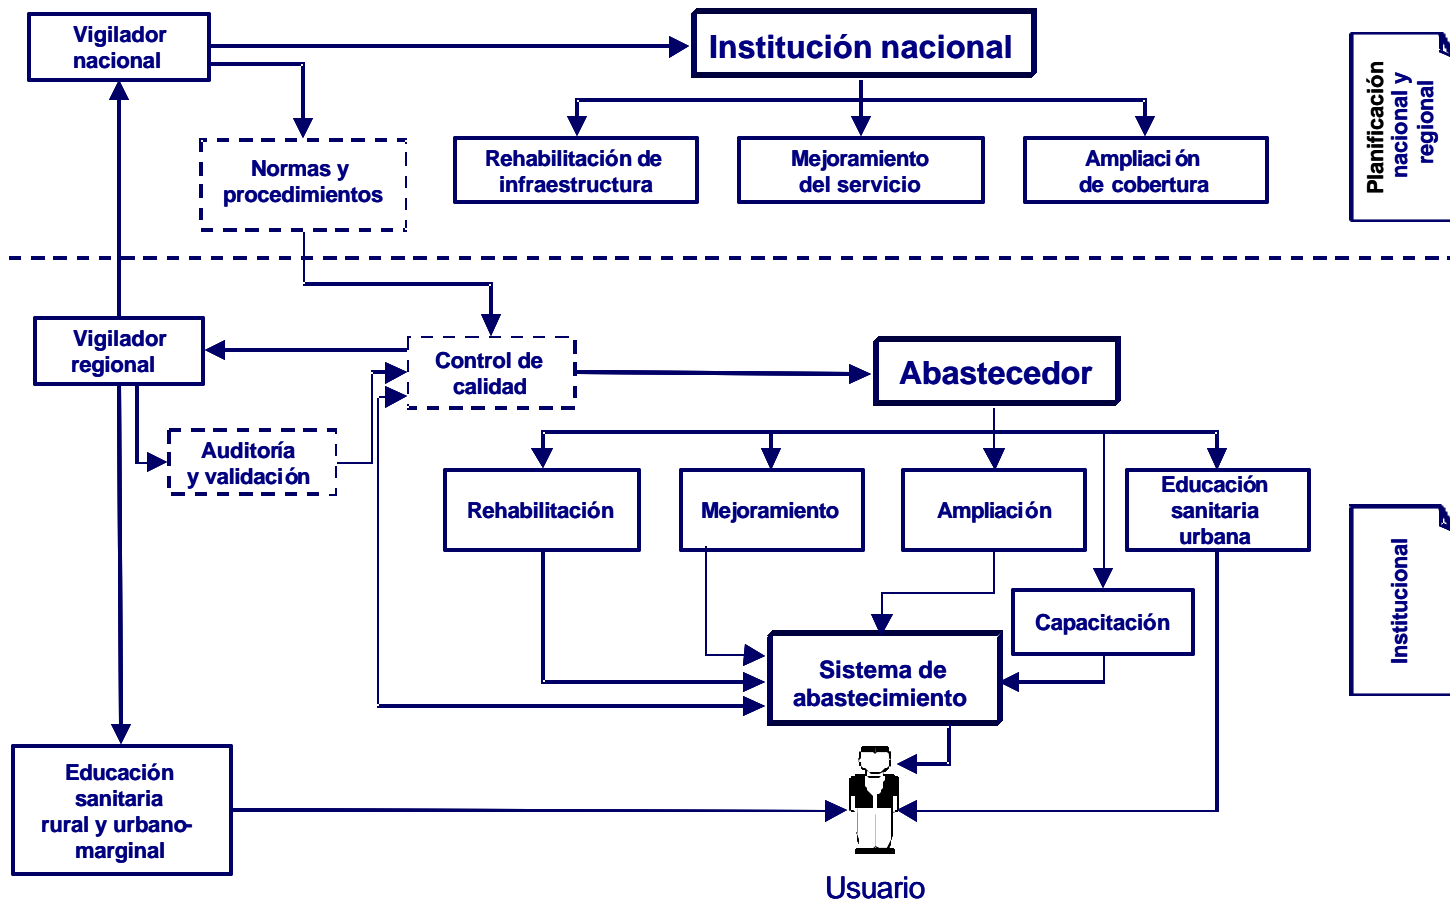 Vigilador
nacional
Institución nacional
Planificación
nacional y
regional
Normas y
procedimientos
Rehabilitación de
infraestructura
Mejoramiento
del servicio
Ampliación
de cobertura
Vigilador
regional
Control de
calidad
Abastecedor
Auditoría
y validación
Rehabilitación
Mejoramiento
Ampliación
Educación
sanitaria
urbana
Institucional
Capacitación
Sistema de
abastecimiento
Educación
sanitaria
rural y urbano-
marginal
Usuario